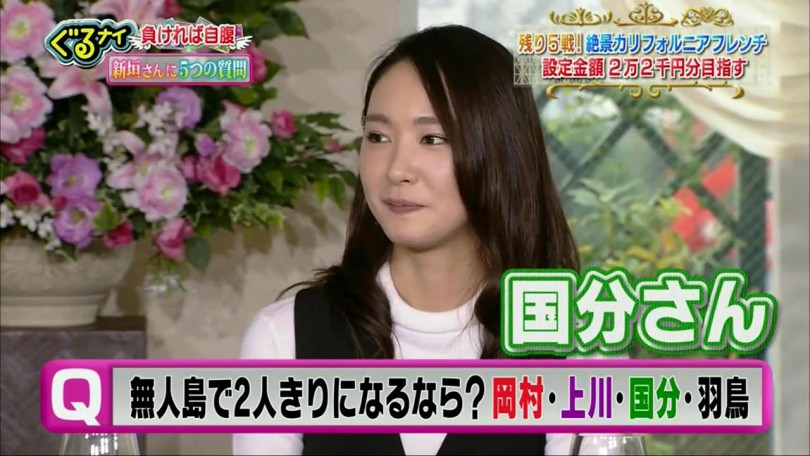 ぐるナイ
負ければ自腹
新垣さんに5つの質問
残り5戦!絶景カリフォルニアフレンチ
設定金額 2万2千円分目指す
国分さん
Q 無人島で2人きりになるなら?岡村・上川・国分・羽鳥